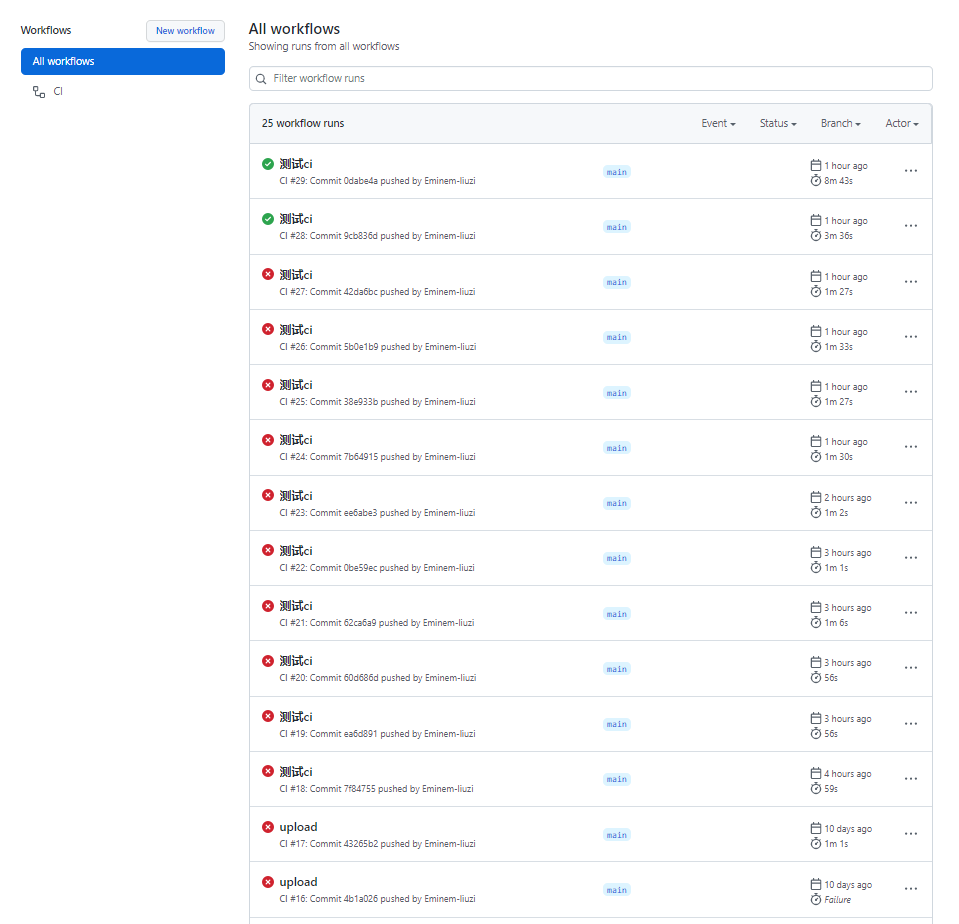 Workflows
New workflow
All workflows
CI
All workflows
Showing runs from all workflows
Filter workflow runs
25 workflow runs
Event
Status
Branch
Actor
测试ci
CI #29: Commit 0dabe4a pushed by Eminem-liuzi
main
1 hour ago
8m 43s
测试ci
CI #28: Commit 9cb836d pushed by Eminem-liuzi
main
1 hour ago
3m 36s
测试ci
CI #27: Commit 42da6bc pushed by Eminem-liuzi
main
1 hour ago
1m 27s
测试ci
CI #26: Commit 5b0e1b9 pushed by Eminem-liuzi
main
1 hour ago
1m 33s
测试ci
CI #25: Commit 38e933b pushed by Eminem-liuzi
main
1 hour ago
1m 27s
测试ci
CI #24: Commit 7b64915 pushed by Eminem-liuzi
main
1 hour ago
1m 30s
测试ci
CI #23: Commit ee6abe3 pushed by Eminem-liuzi
main
2 hours ago
1m 2s
测试ci
CI #22: Commit 0be59ec pushed by Eminem-liuzi
main
3 hours ago
1m 1s
测试ci
CI #21: Commit 62ca6a9 pushed by Eminem-liuzi
main
3 hours ago
1m 6s
测试ci
CI #20: Commit 60d686d pushed by Eminem-liuzi
main
3 hours ago
56s
测试ci
CI #19: Commit ea6d891 pushed by Eminem-liuzi
main
3 hours ago
56s
测试ci
CI #18: Commit 7f84755 pushed by Eminem-liuzi
main
4 hours ago
59s
upload
CI #17: Commit 43265b2 pushed by Eminem-liuzi
main
10 days ago
1m 1s
upload
CI #16: Commit 4b1a026 pushed by Eminem-liuzi
main
10 days ago
Failure